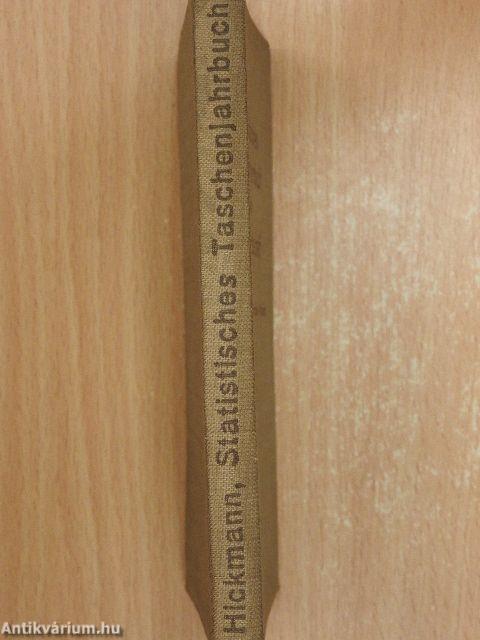 Hickmann, Statistisches Taschenjahrbuch
Antikvárium.hu